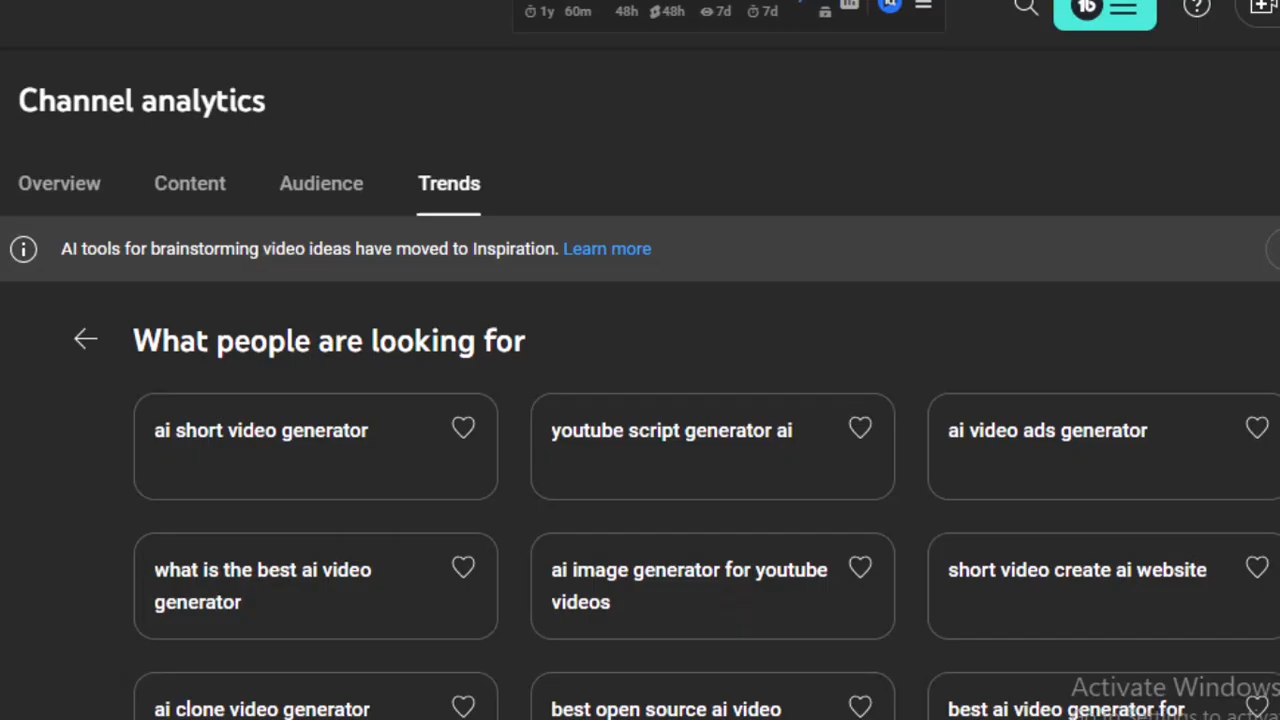 1y 60m 48h 48h 7d 7d
Channel analytics
Overview Content Audience Trends
AI tools for brainstorming video ideas have moved to Inspiration. Learn more
What people are looking for
ai short video generator
youtube script generator ai
ai video ads generator
what is the best ai video
generator
ai image generator for youtube
videos
short video create ai website
ai clone video generator
best open source ai video
best ai video generator for
Activate Windows